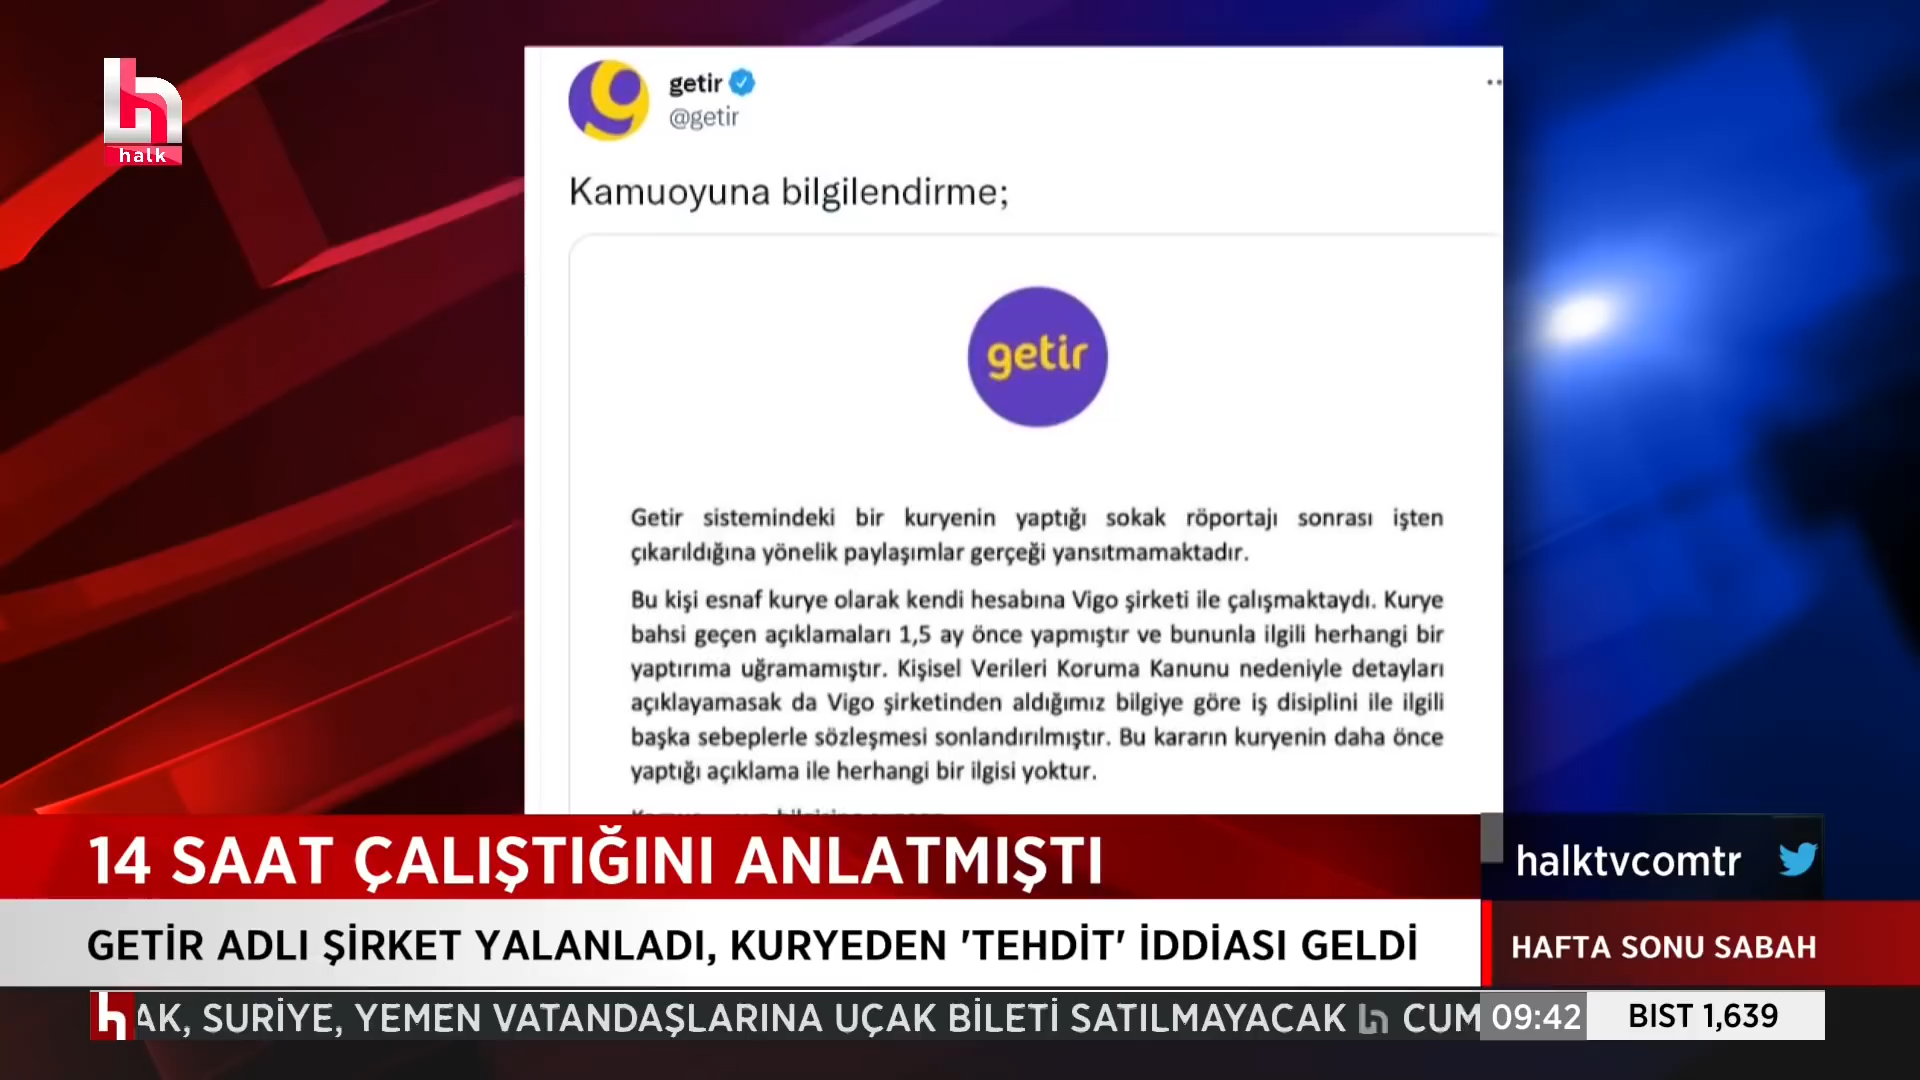 h
halk
getir
@getir
Kamuoyuna bilgilendirme;
getir
Getir sistemindeki bir kuryenin yaptığı sokak röportajı sonrası işten
çıkarıldığına yönelik paylaşımlar gerçeği yansıtmamaktadır.
Bu kişi esnaf kurye olarak kendi hesabına Vigo şirketi ile çalışmaktaydı. Kurye
bahsi geçen açıklamaları 1,5 ay önce yapmıştır ve bununla ilgili herhangi bir
yaptırıma uğramamıştır. Kişisel Verileri Koruma Kanunu nedeniyle detayları
açıklayamasak da Vigo şirketinden aldığımız bilgiye göre iş disiplini ile ilgili
başka sebeplerle sözleşmesi sonlandırılmıştır. Bu kararın kuryenin daha önce
yaptığı açıklama ile herhangi bir ilgisi yoktur.
14 SAAT ÇALIŞTIĞINI ANLATMIŞTI
halktvcomtr
GETİR ADLI ŞİRKET YALANLADI, KURYEDEN 'TEHDİT' İDDİASI GELDİ
HAFTA SONU SABAH
h AK, SURİYE, YEMEN VATANDAŞLARINA UÇAK BİLETİ SATILMAYACAK h CUM 09:42 BIST 1,639